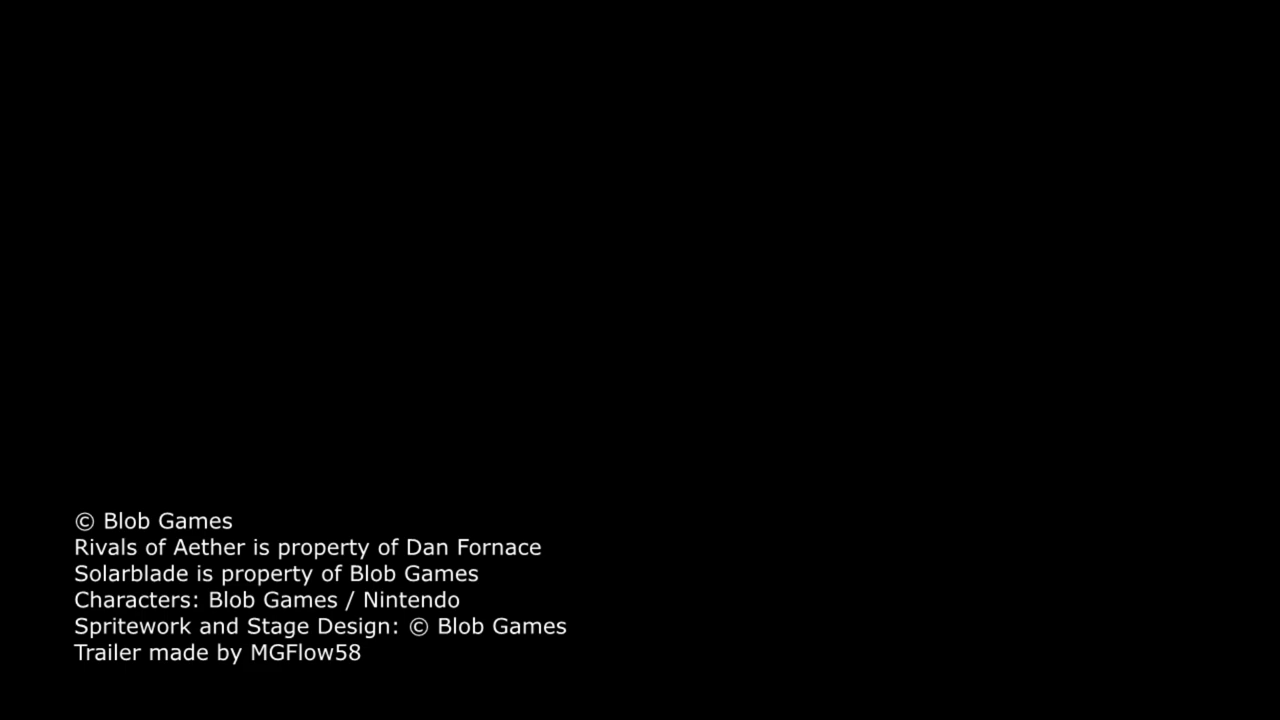 © Blob Games
Rivals of Aether is property of Dan Fornace
Solarblade is property of Blob Games
Characters: Blob Games / Nintendo
Spritework and Stage Design: © Blob Games
Trailer made by MGFlow58